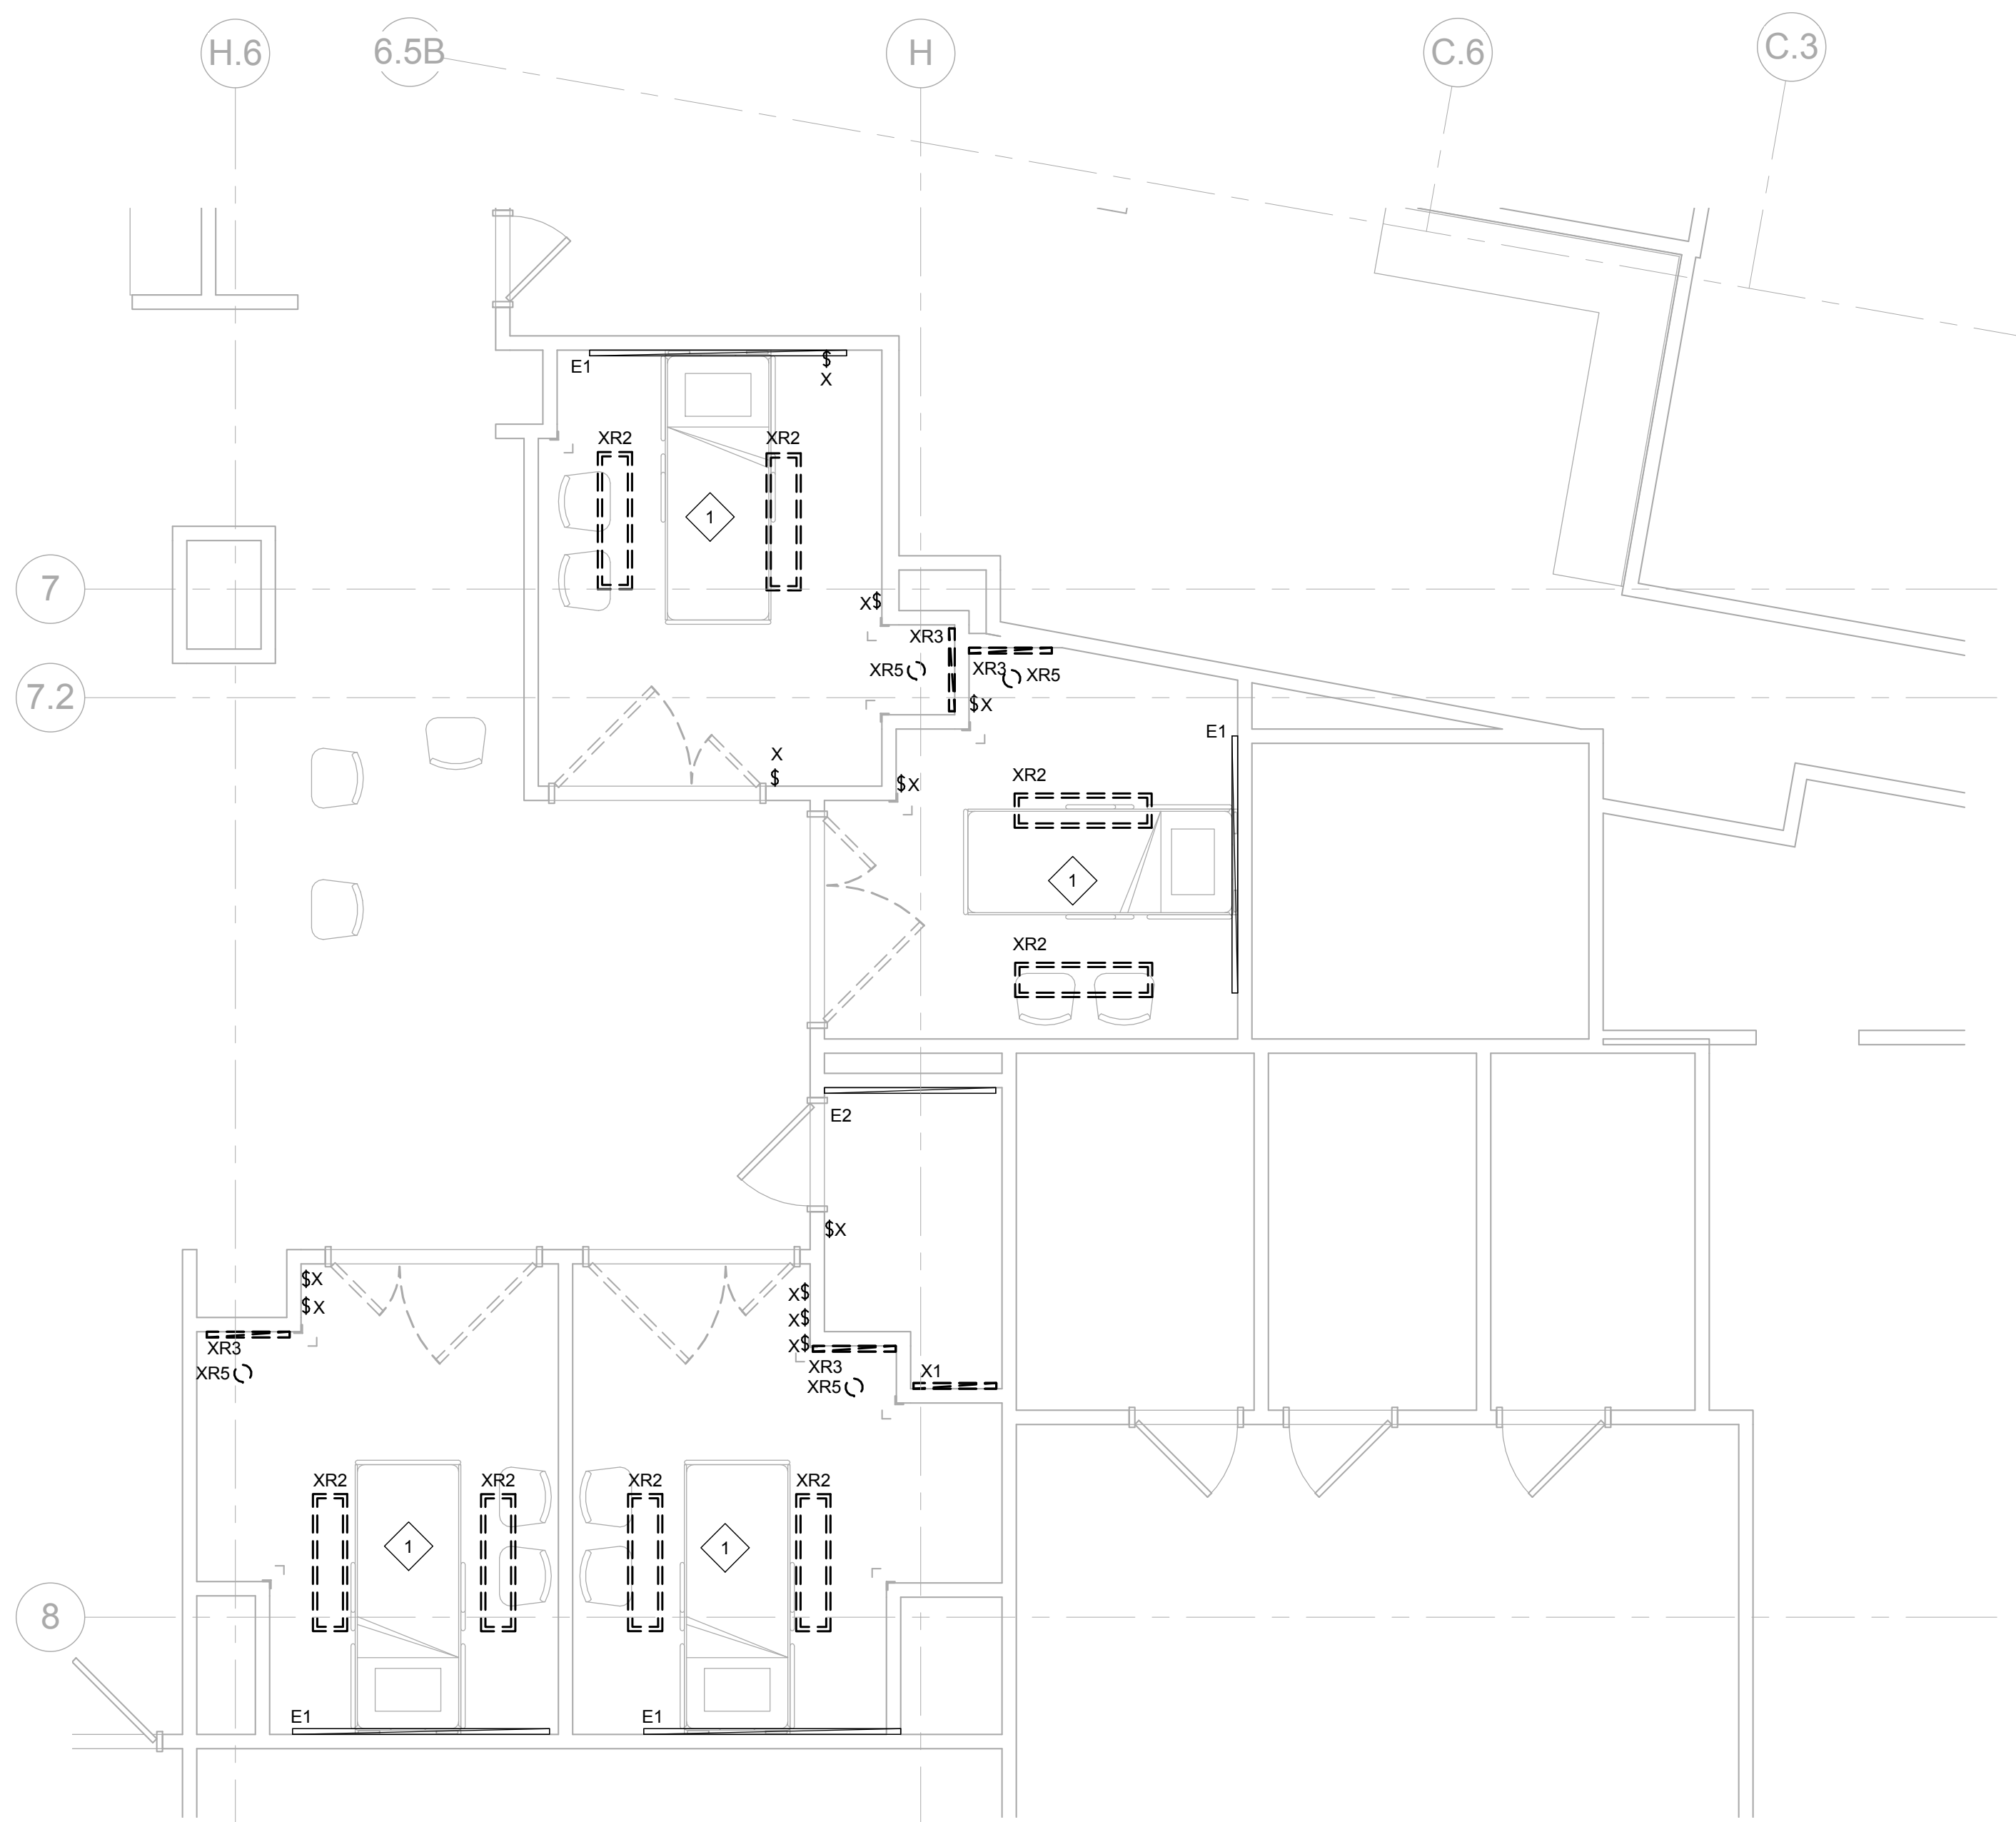 H.6
6.5B
H
C.6
C.3
E1
$
X
XR2 XR2
1
7
X$
XR3
XR5
XR3
XR5
7.2
$X
E1
X
$
$X
XR2
1
XR2
E2
$X
$X
$X
X$
X$
X$
XR3
XR5
XR3
XR5
X1
XR2 XR2 XR2 XR2
1 1
8
E1 E1